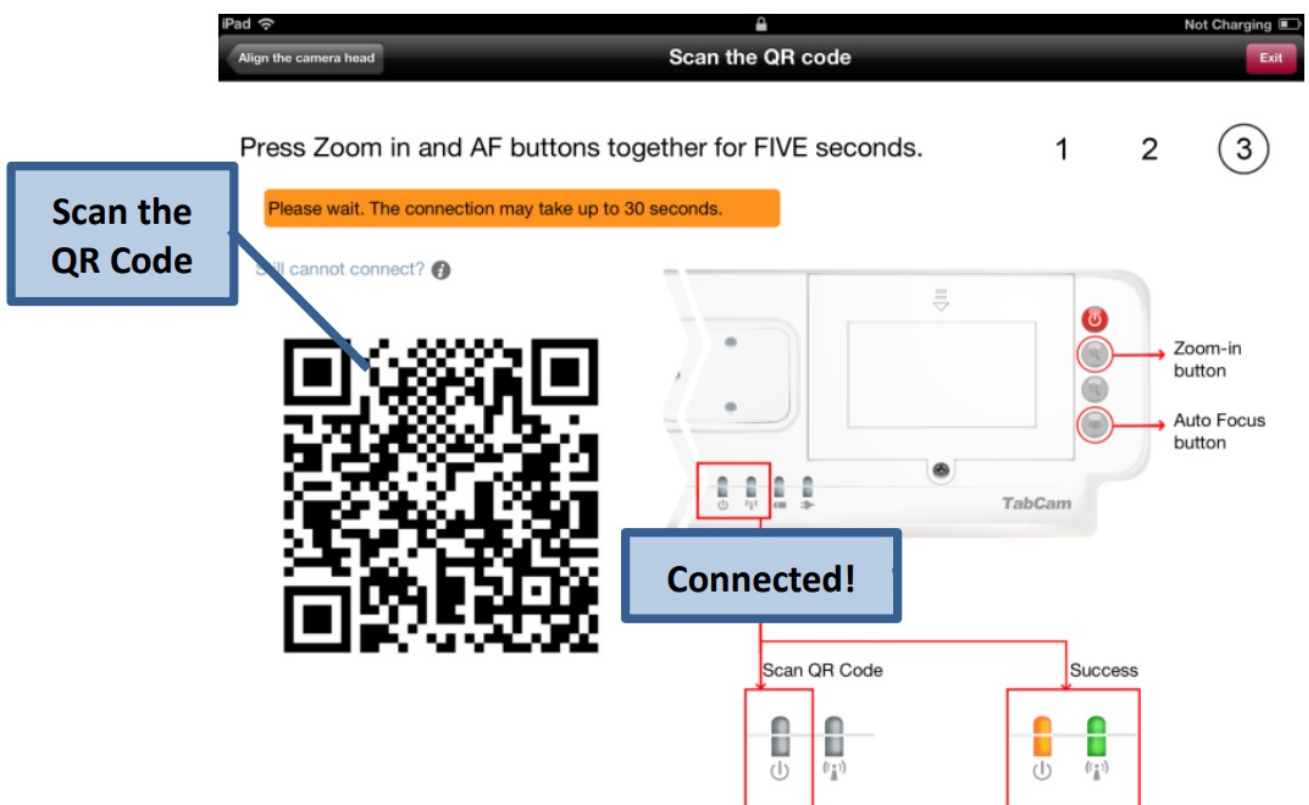 iPad
Not Charging
Align the camera head
Scan the QR code
Exit
Press Zoom in and AF buttons together for FIVE seconds.
1 2 3
Scan the
QR Code
Please wait. The connection may take up to 30 seconds.
Still cannot connect?
Zoom-in
button
Auto Focus
button
TabCam
Connected!
Scan QR Code
Success